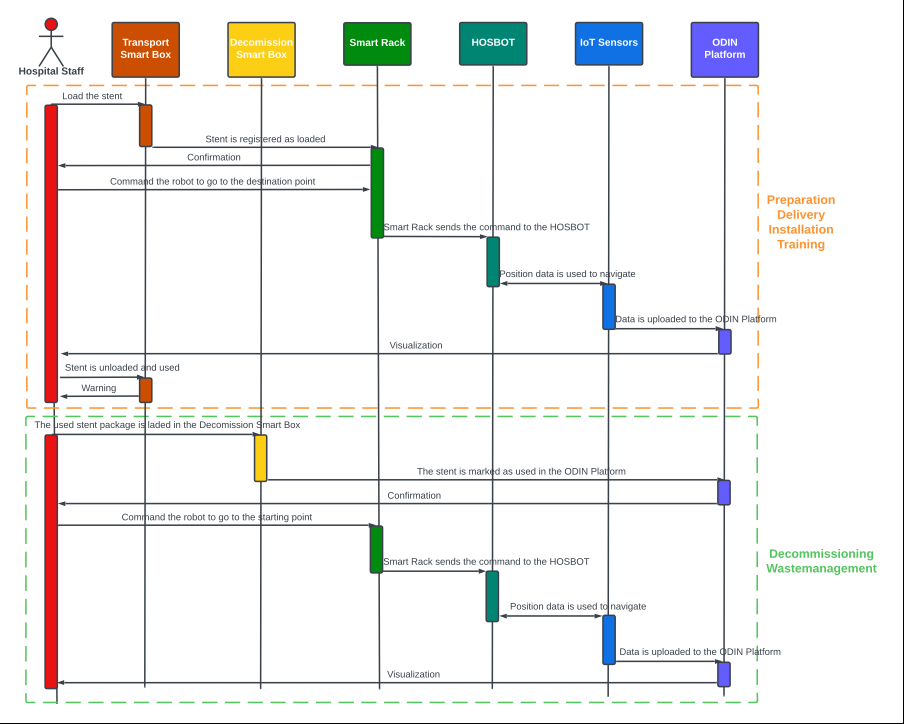 Hospital Staff
Transport
Smart Box
Decomission
Smart Box
Smart Rack
HOSBOT
IoT Sensors
ODIN
Platform
Load the stent
Stent is registered as loaded
Confirmation
Command the robot to go to the destination point
Smart Rack sends the command to the HOSBOT
Position data is used to navigate
Data is uploaded to the ODIN Platform
Visualization
Stent is unloaded and used
Warning
Preparation
Delivery
Installation
Training
The used stent package is laded in the Decomission Smart Box
The stent is marked as used in the ODIN Platform
Confirmation
Command the robot to go to the starting point
Smart Rack sends the command to the HOSBOT
Position data is used to navigate
Data is uploaded to the ODIN Platform
Visualization
Decommissioning
Wastemanagement